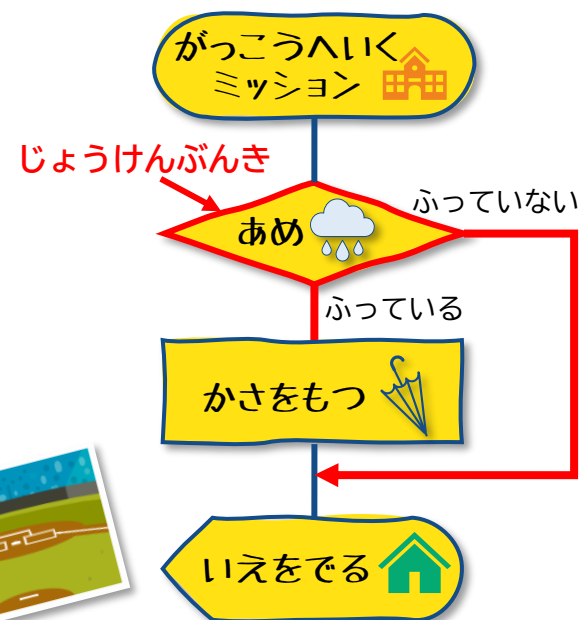 がっこうへいく
ミッション
じょうけんぶんき
ふっていない
あめ
ふっている
かさをもつ
いえをでる